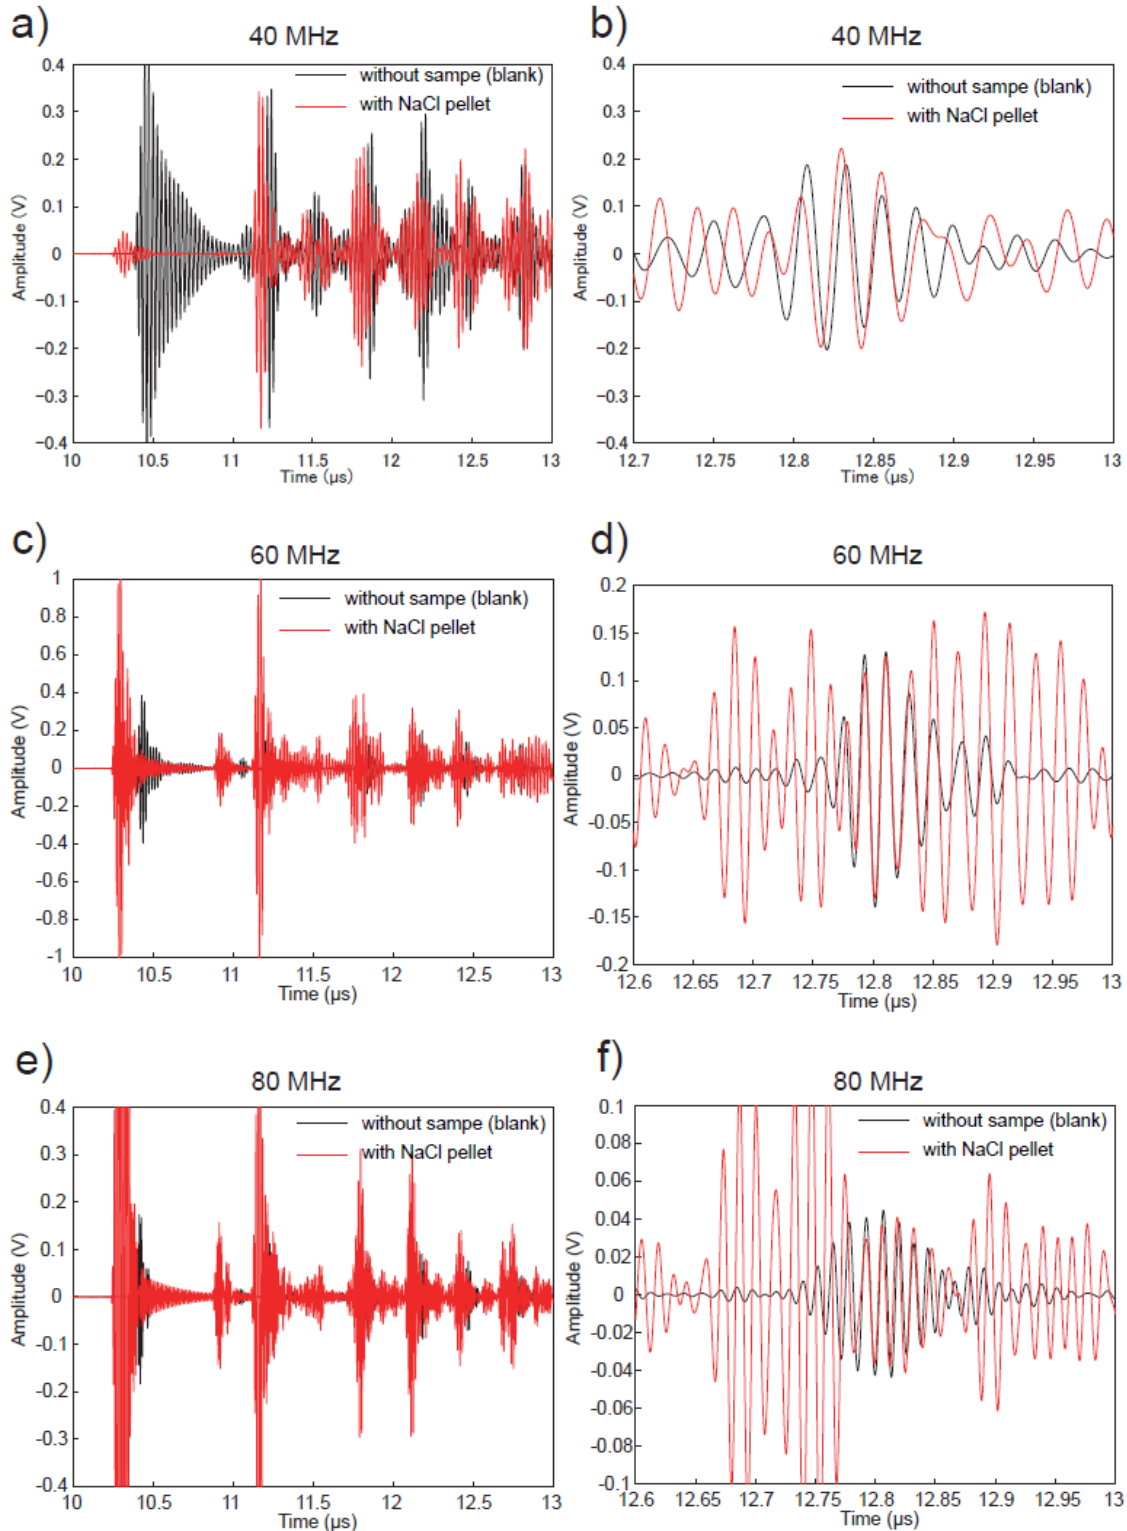 a)
40 MHz
without sampe (blank)
with NaCl pellet
Amplitude (V)
0.4
0.3
0.2
0.1
0
−0.1
−0.2
−0.3
−0.4
10 10.5 11 11.5 12 12.5 13
Time (μs)
b)
40 MHz
without sampe (blank)
with NaCl pellet
Amplitude (V)
0.4
0.3
0.2
0.1
0
−0.1
−0.2
−0.3
−0.4
12.7 12.75 12.8 12.85 12.9 12.95 13
Time (μs)
c)
60 MHz
without sampe (blank)
with NaCl pellet
Amplitude (V)
1
0.8
0.6
0.4
0.2
0
-0.2
-0.4
-0.6
-0.8
-1
10 10.5 11 11.5 12 12.5 13
Time (μs)
d)
60 MHz
without sampe (blank)
with NaCl pellet
Amplitude (V)
0.2
0.15
0.1
0.05
0
-0.05
-0.1
-0.15
-0.2
12.6 12.65 12.7 12.75 12.8 12.85 12.9 12.95 13
Time (μs)
e)
80 MHz
without sampe (blank)
with NaCl pellet
Amplitude (V)
0.4
0.3
0.2
0.1
0
-0.1
-0.2
-0.3
-0.4
10 10.5 11 11.5 12 12.5 13
Time (μs)
f)
80 MHz
without sampe (blank)
with NaCl pellet
Amplitude (V)
0.1
0.08
0.06
0.04
0.02
0
-0.02
-0.04
-0.06
-0.08
-0.1
12.6 12.65 12.7 12.75 12.8 12.85 12.9 12.95 13
Time (μs)